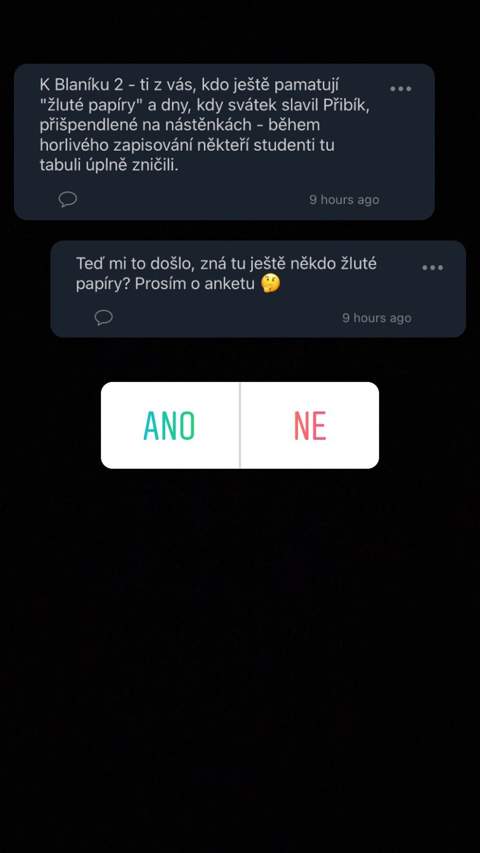 K Blaníku 2 - ti z vás, kdo ještě pamatují
"žluté papíry" a dny, kdy svátek slavil Přibík,
přišpendlené na nástěnkách - během
horlivého zapisování někteří studenti tu
tabuli úplně zničili.
9 hours ago
Teď mi to došlo, zná tu ještě někdo žluté
papíry? Prosím o anketu 🤔
9 hours ago
ANO
NE